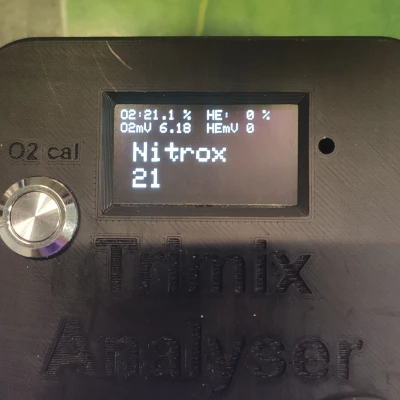 O2:21.1 % HE: 0 %
O2mV 6.18 HEmV 0
Nitrox
21
O2 cal
Trimix
Analyser